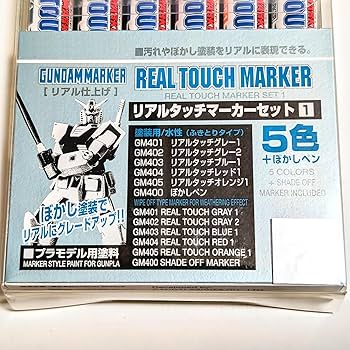 ■汚れやぼかし塗装をリアルに表現できる。
GUNDAM MARKER
[リアル仕上げ]
REAL TOUCH MARKER
REAL TOUCH MARKER SET 1
リアルタッチマーカーセット1
塗装用/水性(ふきとりタイプ)
GM401 リアルタッチグレー1
GM402 リアルタッチグレー2
GM403 リアルタッチブルー1
GM404 リアルタッチレッド1
GM405 リアルタッチオレンジ1
GM400 ぼかしペン
WIPE OFF TYPE MARKER FOR WEATHERING EFFECT
GM401 REAL TOUCH GRAY 1
GM402 REAL TOUCH GRAY 2
GM403 REAL TOUCH BLUE 1
GM404 REAL TOUCH RED 1
GM405 REAL TOUCH ORANGE 1
GM400 SHADE OFF MARKER
5色
+ぼかしペン
5 COLORS
+ SHADE OFF
MARKER INCLUDED
ぼかし塗装で
リアルにグレードアップ!!
■プラモデル用塗料
MARKER STYLE PAINT FOR GUNPLA